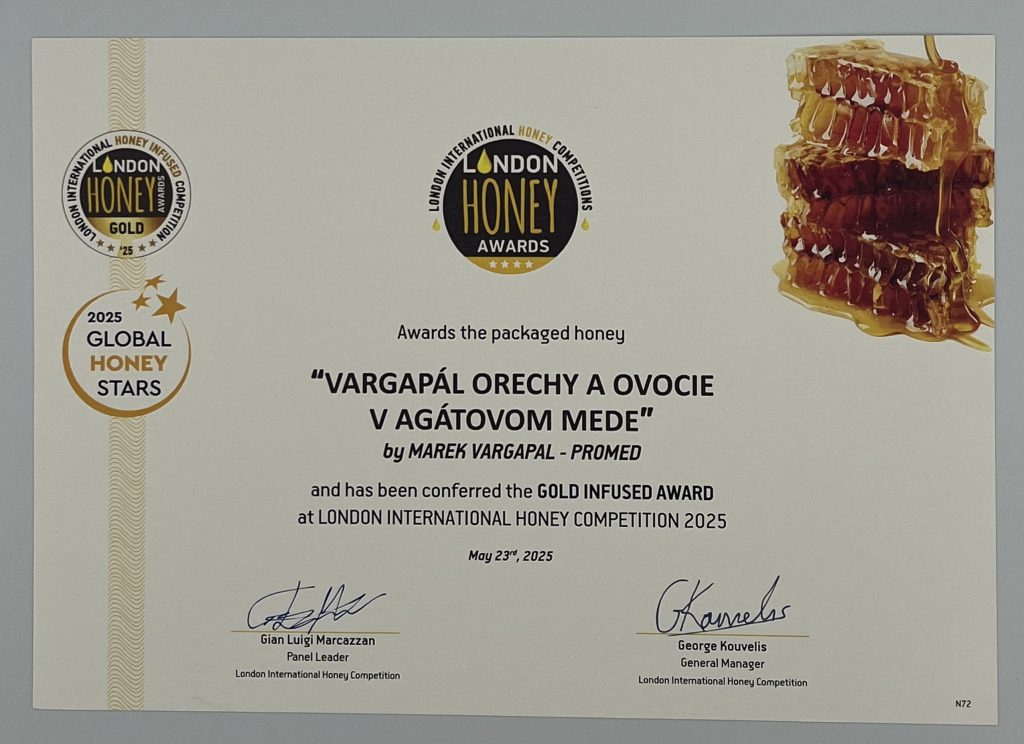 LONDON INTERNATIONAL HONEY INFUSED COMPETITION
LONDON
HONEY
AWARDS
GOLD
'25
2025
GLOBAL
HONEY
STARS
LONDON INTERNATIONAL HONEY COMPETITIONS
LONDON
HONEY
AWARDS
Awards the packaged honey
“VARGAPÁL ORECHY A OVOCIE
V AGÁTOVOM MEDE”
by MAREK VARGAPAL - PROMED
and has been conferred the GOLD INFUSED AWARD
at LONDON INTERNATIONAL HONEY COMPETITION 2025
May 23rd, 2025
Gian Luigi Marcazzan
Panel Leader
London International Honey Competition
GKouvelis
George Kouvelis
General Manager
London International Honey Competition
N72